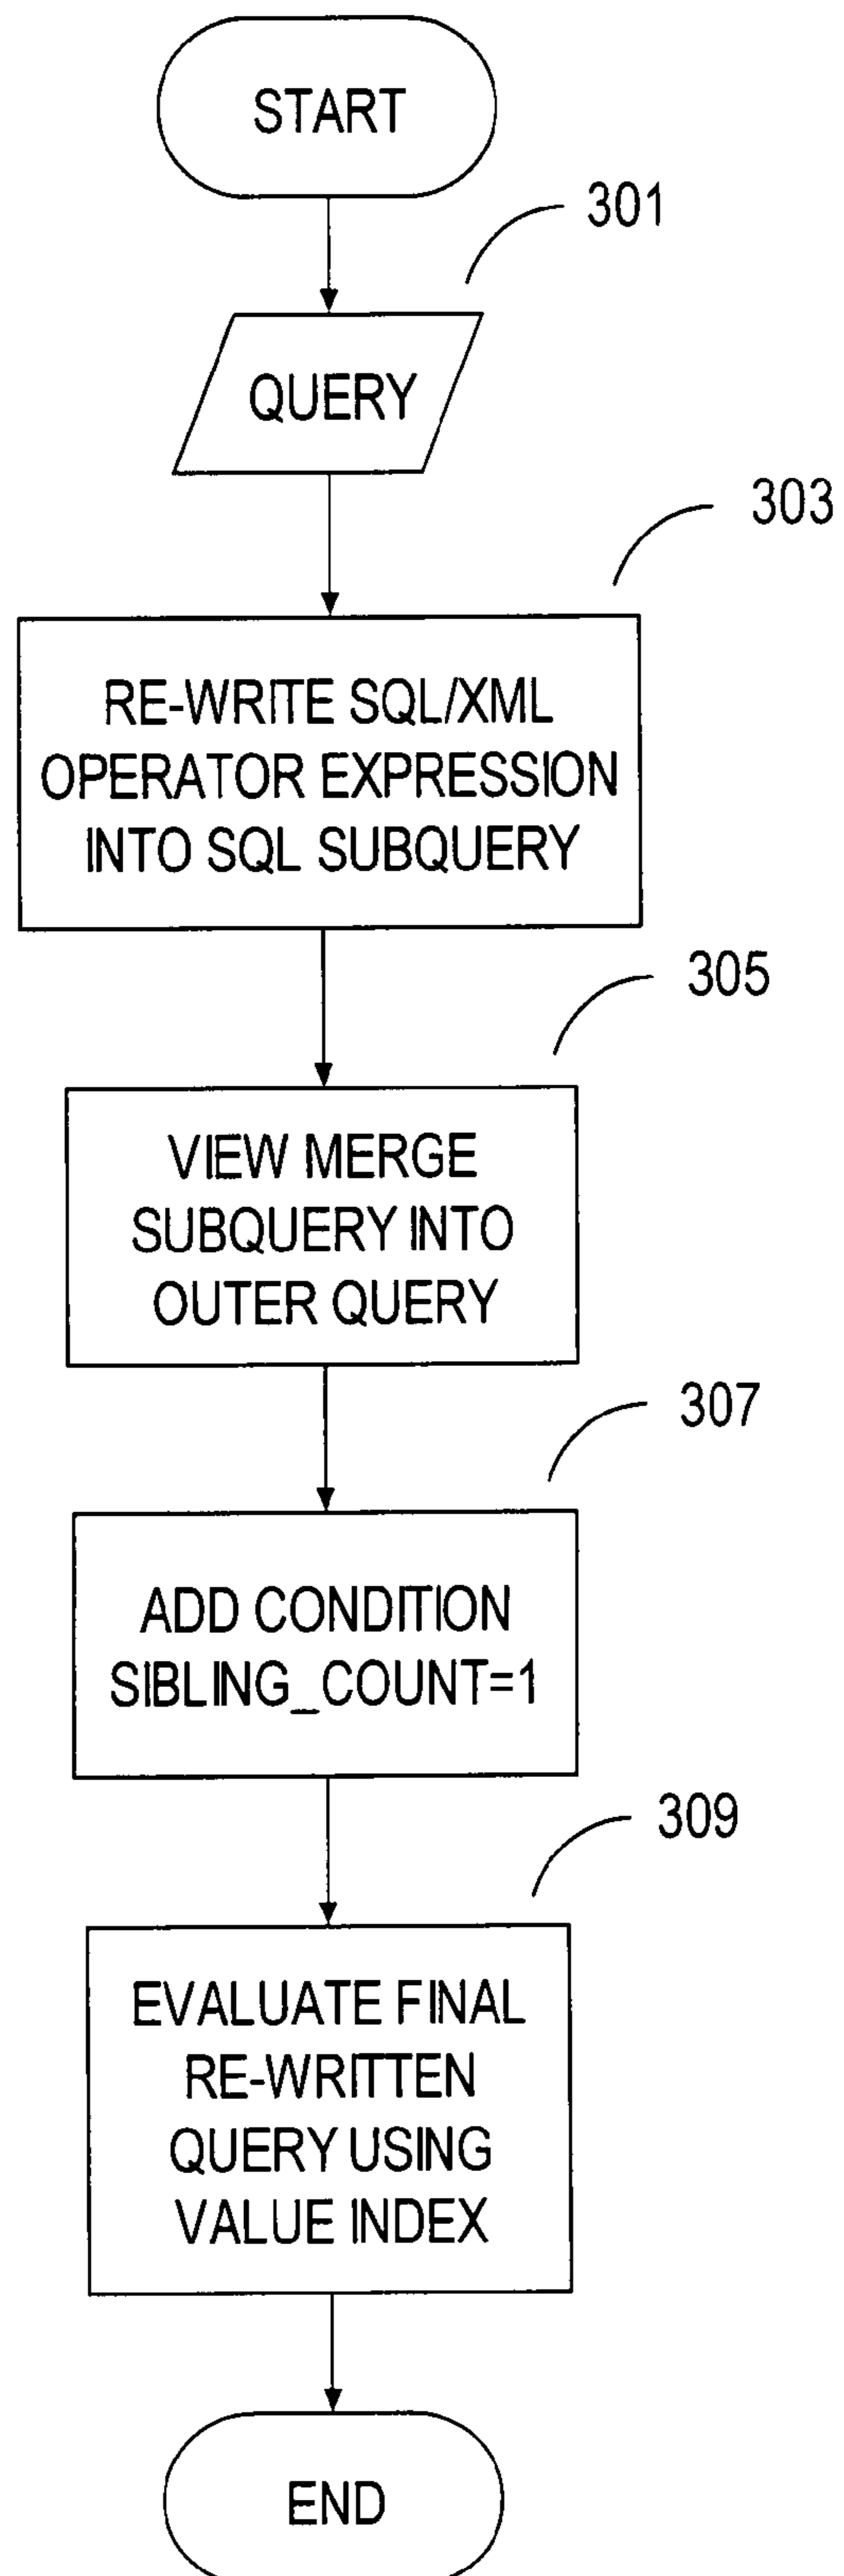 START
301
QUERY
303
RE-WRITE SQL/XML
OPERATOR EXPRESSION
INTO SQL SUBQUERY
305
VIEW MERGE
SUBQUERY INTO
OUTER QUERY
307
ADD CONDITION
SIBLING_COUNT=1
309
EVALUATE FINAL
RE-WRITTEN
QUERY USING
VALUE INDEX
END